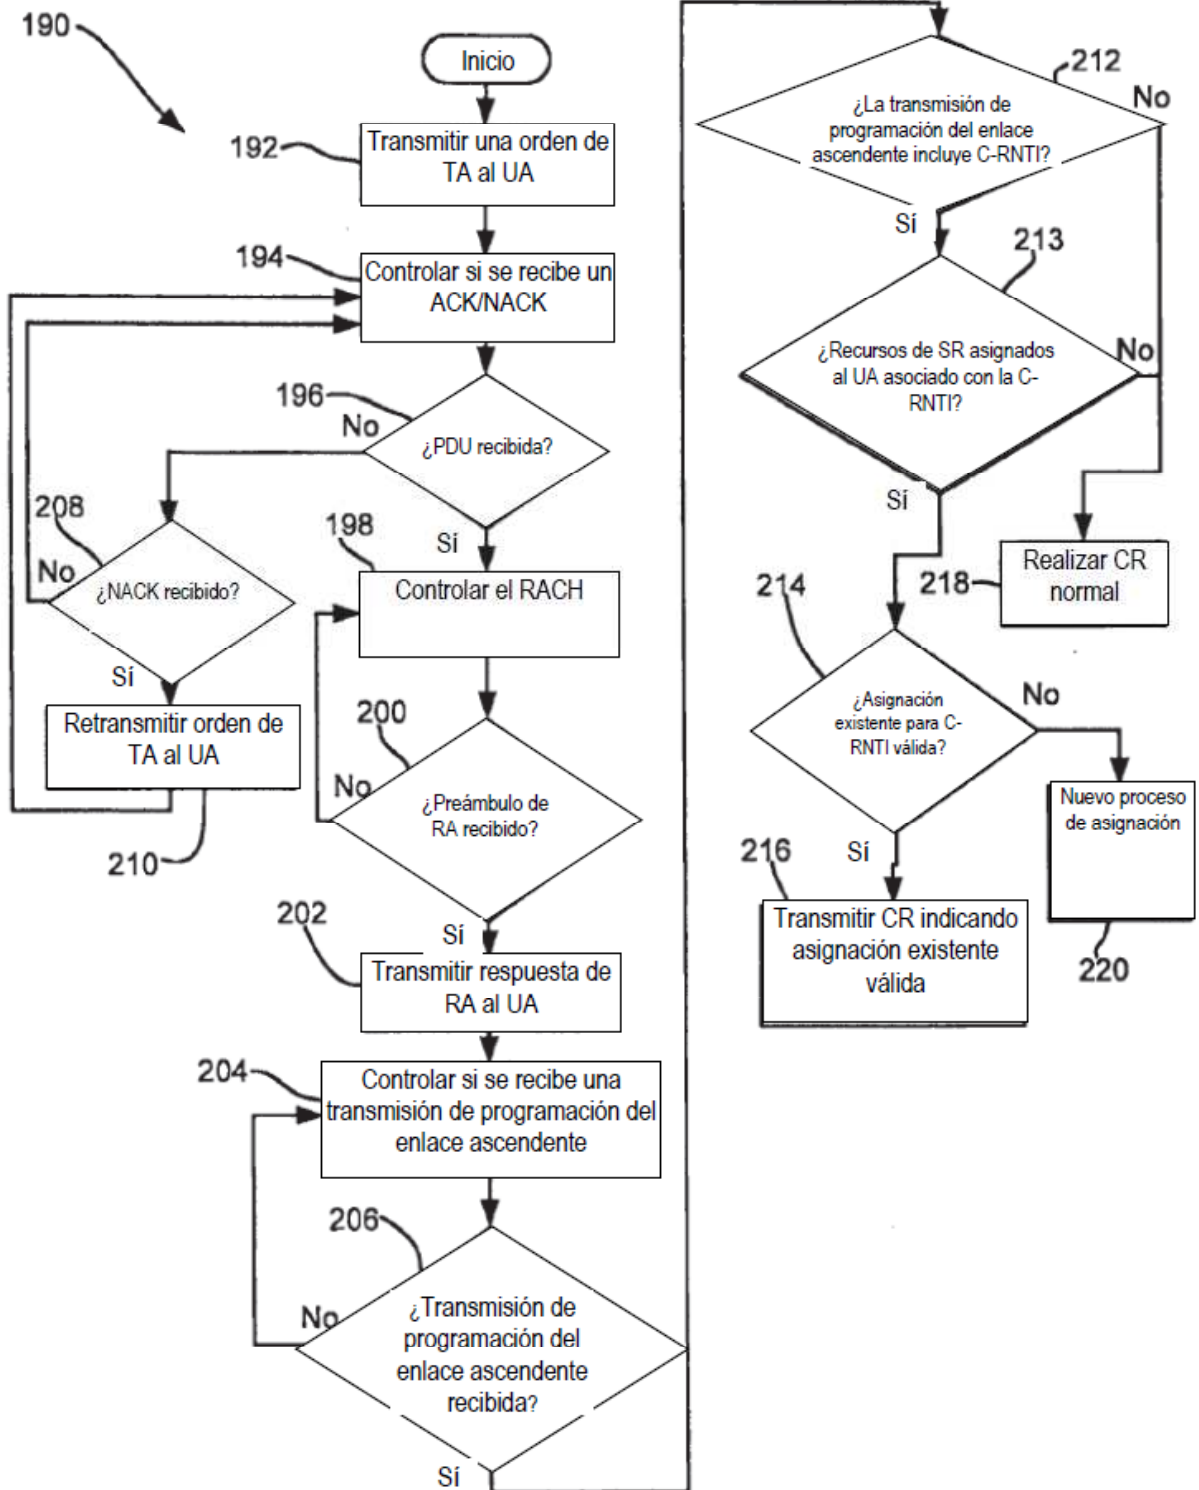 190
Inicio
192
Transmitir una orden de
TA al UA
194
Controlar si se recibe un
ACK/NACK
196
No
¿PDU recibida?
Sí
208
No
¿NACK recibido?
Sí
Retransmitir orden de
TA al UA
210
198
Controlar el RACH
200
No
¿Preámbulo de
RA recibido?
Sí
202
Transmitir respuesta de
RA al UA
204
Controlar si se recibe una
transmisión de programación del
enlace ascendente
206
No
¿Transmisión de
programación del
enlace ascendente
recibida?
Sí
212
No
¿La transmisión de
programación del enlace
ascendente incluye C-RNTI?
Sí
213
No
¿Recursos de SR asignados
al UA asociado con la C-
RNTI?
Sí
218
Realizar CR
normal
214
No
¿Asignación
existente para C-
RNTI válida?
Sí
216
Transmitir CR indicando
asignación existente
válida
Nuevo proceso
de asignación
220